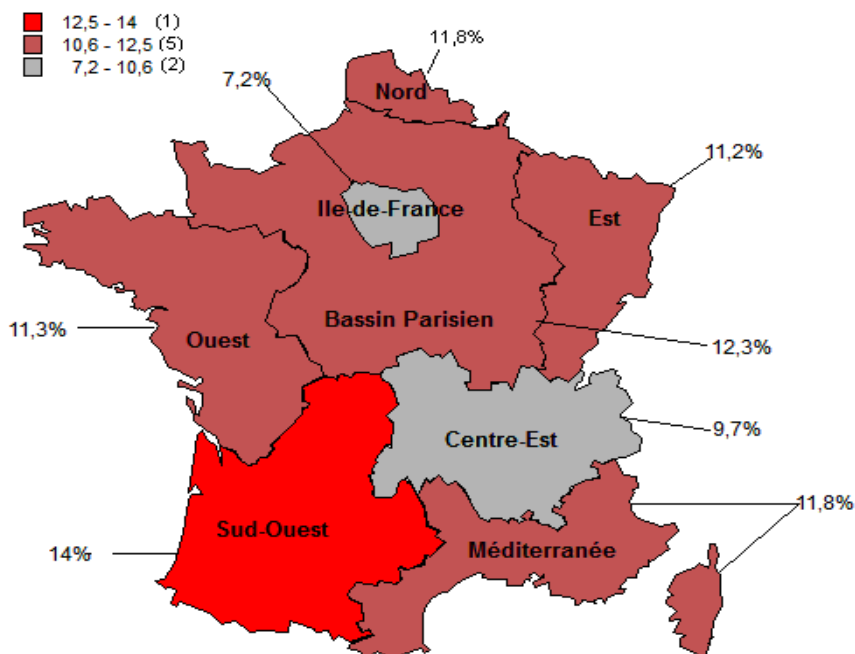 12,5 - 14 (1)
10,6 - 12,5 (5)
7,2 - 10,6 (2)
11,8%
7,2%
Nord
11,2%
Ile-de-France
Est
11,3%
Bassin Parisien
Ouest
12,3%
Centre-Est
9,7%
11,8%
Sud-Ouest
14%
Méditerranée